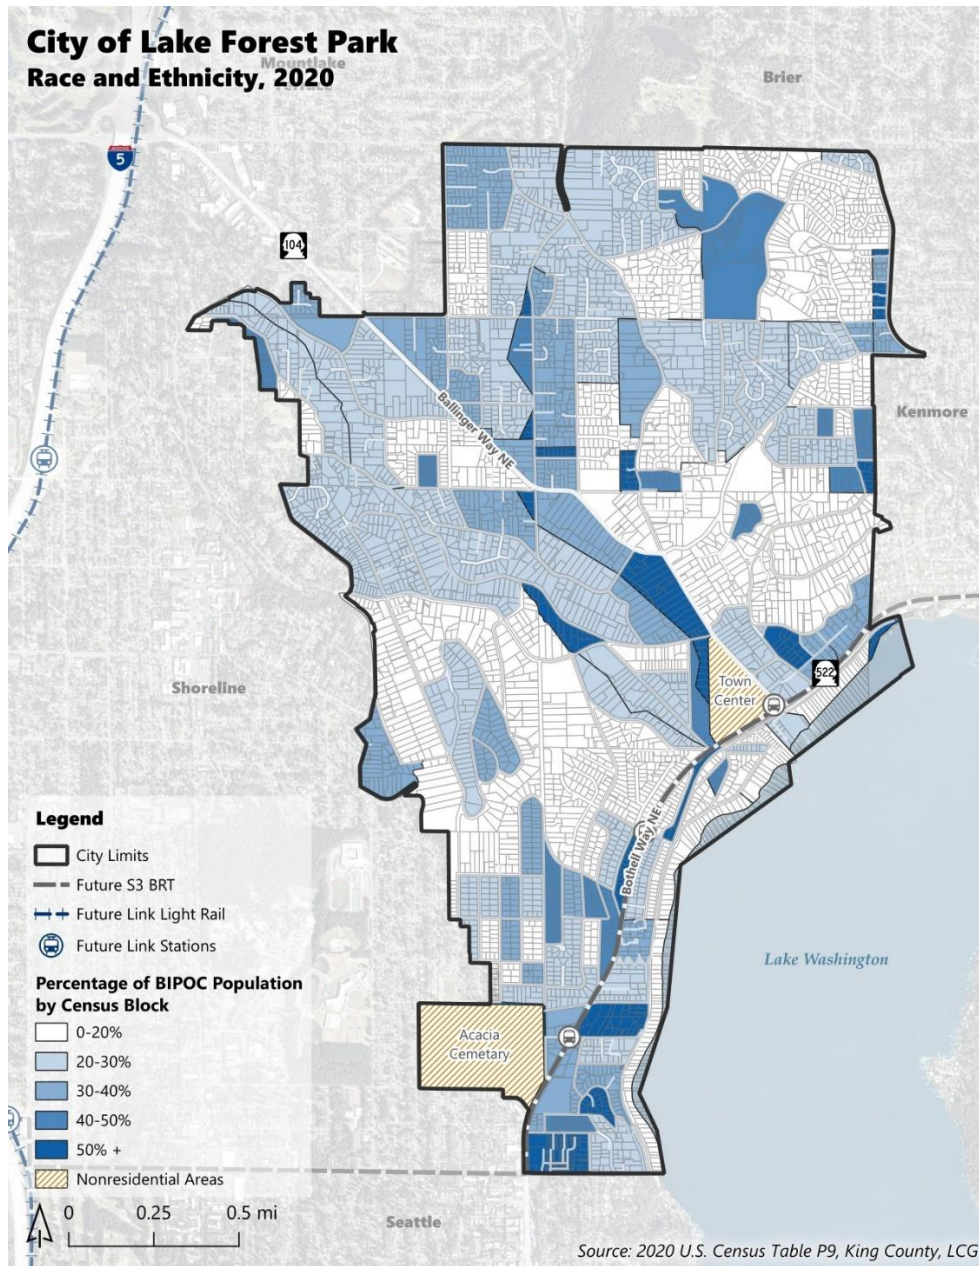 City of Lake Forest Park
Race and Ethnicity, 2020
Mountlake
Terrace
Brier
5
104
Ballinger Way NE
Kenmore
Shoreline
522
Town
Center
Bothell Way NE
Lake Washington
Acacia
Cemetary
Seattle
Legend
City Limits
Future S3 BRT
Future Link Light Rail
Future Link Stations
Percentage of BIPOC Population
by Census Block
0-20%
20-30%
30-40%
40-50%
50% +
Nonresidential Areas
0 0.25 0.5 mi
Source: 2020 U.S. Census Table P9, King County, LCG